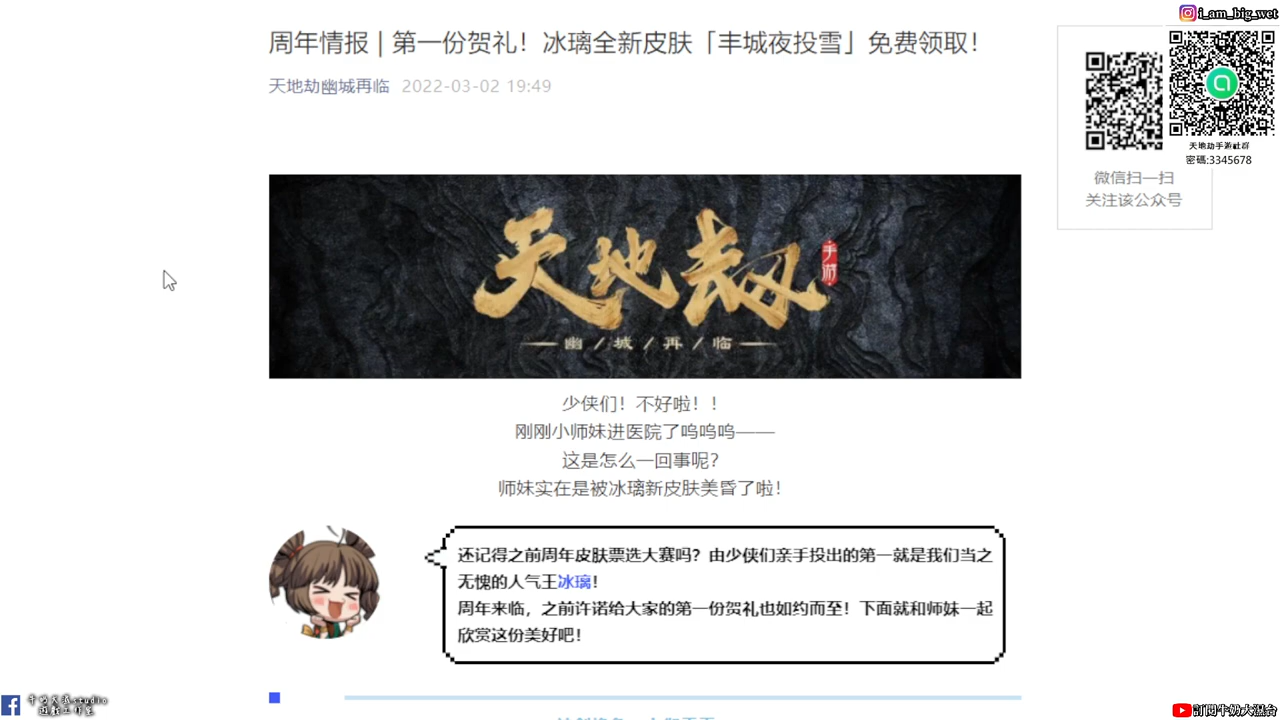 i_am_big_wet
周年情报 | 第一份贺礼！冰璃全新皮肤「丰城夜投雪」免费领取！
天地劫幽城再临 2022-03-02 19:49
天地劫手游社群
密碼:3345678
微信扫一扫
关注该公众号
天地劫
手游
幽/城/再/临
少侠们！不好啦！！
刚刚小师妹进医院了呜呜呜——
这是怎么一回事呢？
师妹实在是被冰璃新皮肤美昏了啦！
还记得之前周年皮肤票选大赛吗？由少侠们亲手投出的第一就是我们当之
无愧的人气王冰璃！
周年来临，之前许诺给大家的第一份贺礼也如约而至！下面就和师妹一起
欣赏这份美好吧！